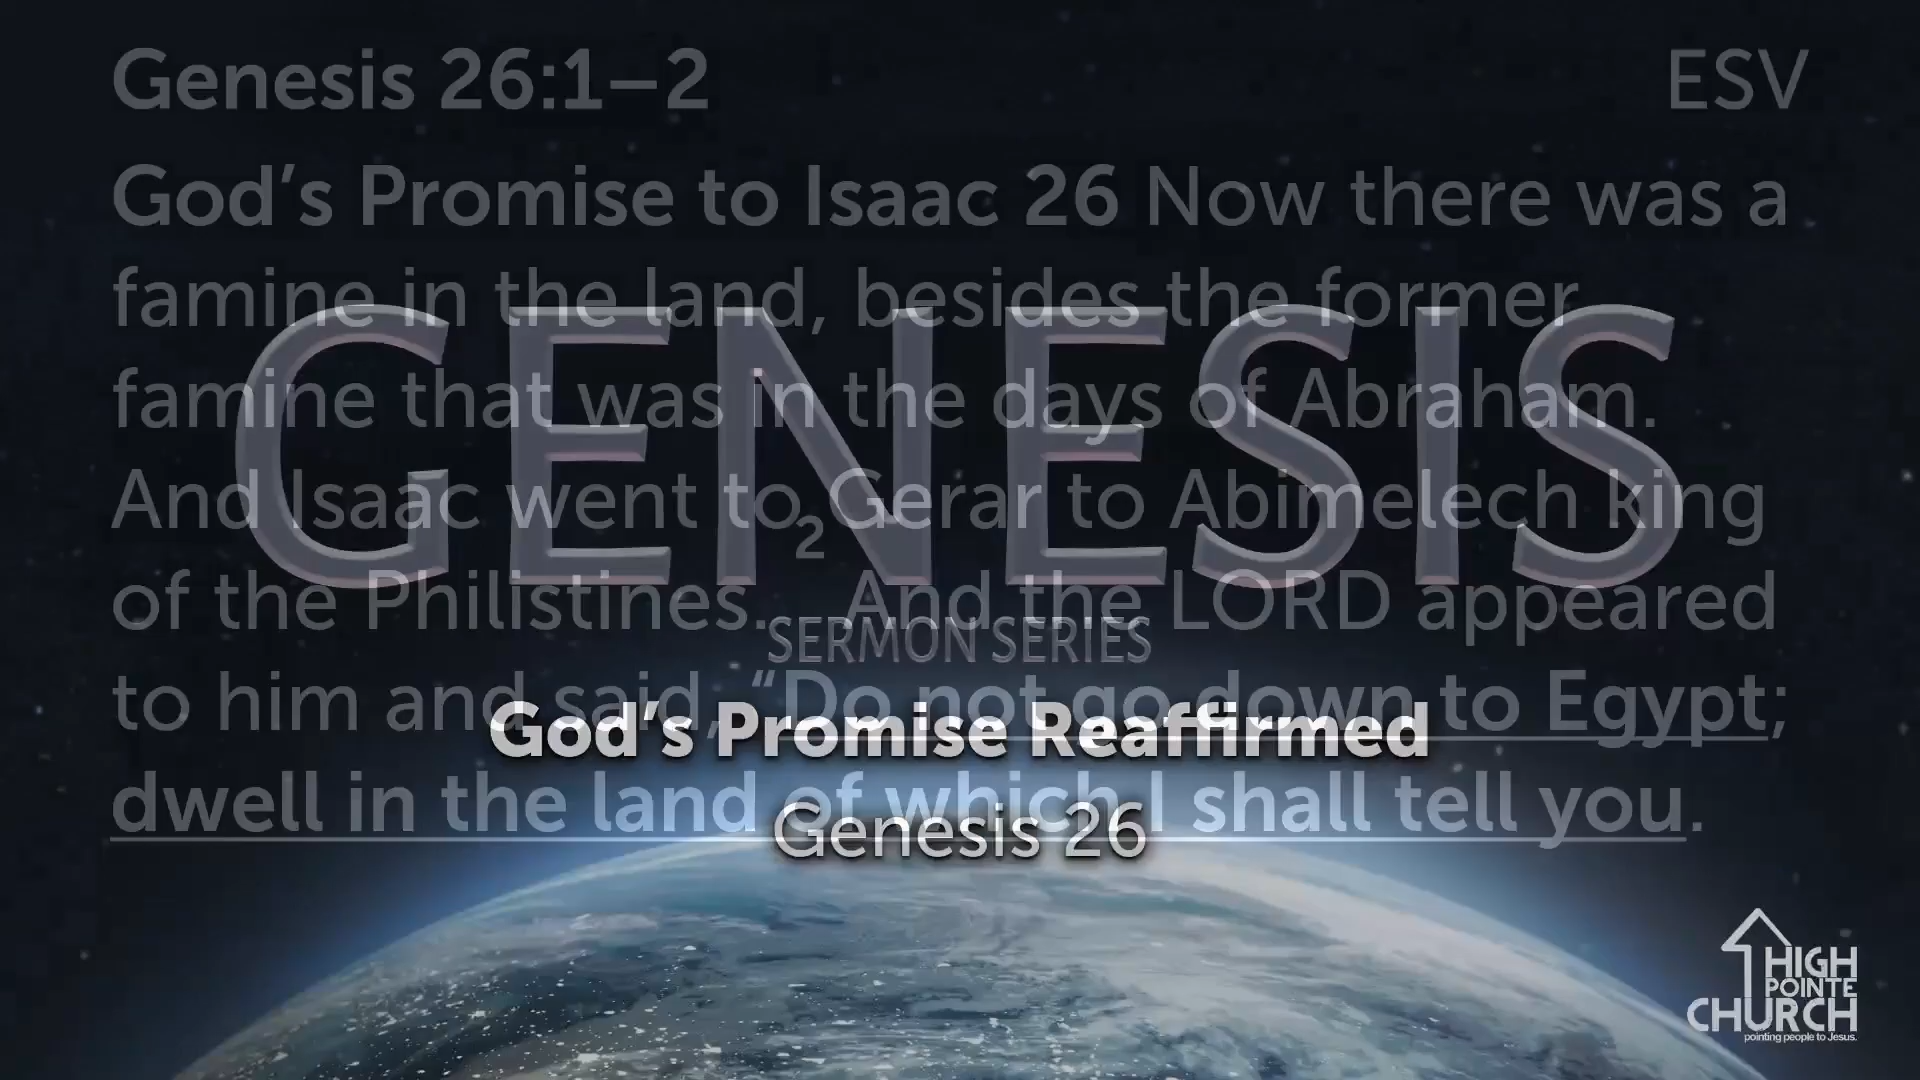 Genesis 26:1–2 ESV
God’s Promise to Isaac 26 Now there was a
famine in the land, besides the former
famine that was in the days of Abraham.
And Isaac went to Gerar to Abimelech king
of the Philistines. 2 And the LORD appeared
to him and said, “Do not go down to Egypt;
dwell in the land of which I shall tell you.
GENESIS
SERMON SERIES
God’s Promise Reaffirmed
Genesis 26
HIGH
POINTE
CHURCH
pointing people to Jesus.